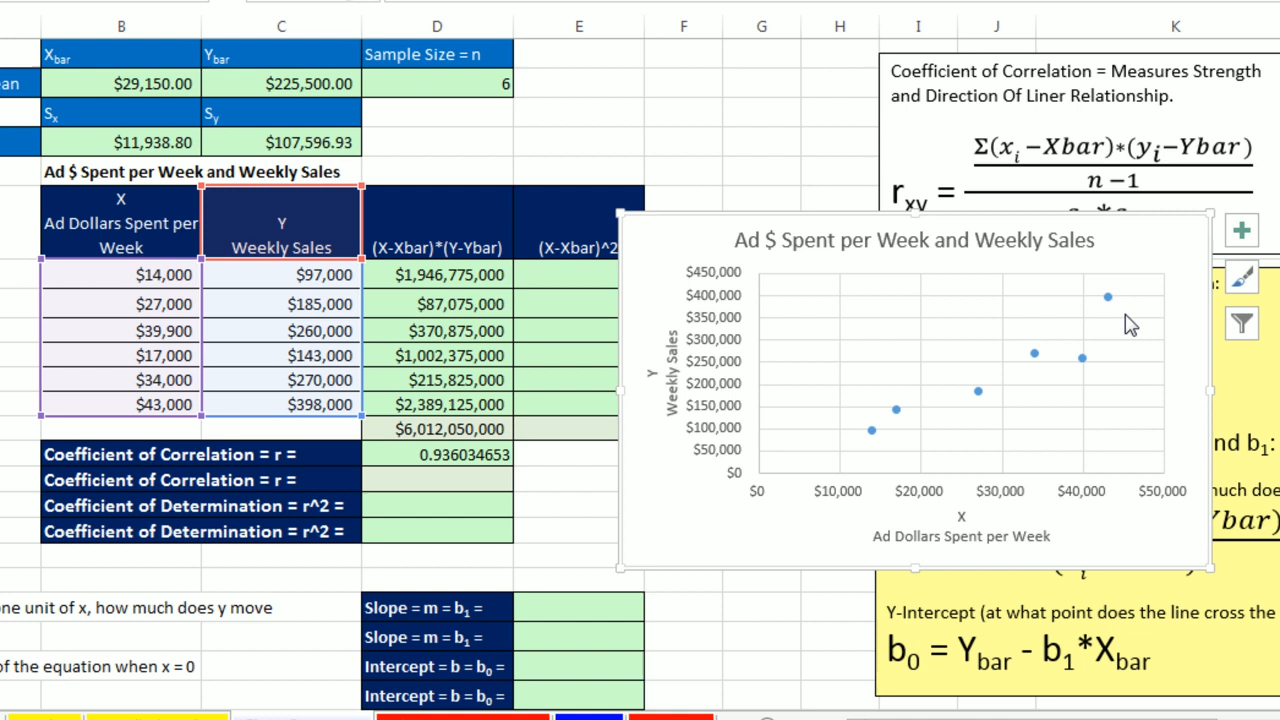 B C D E F G H I J K
Xbar Ybar Sample Size = n
ean $29,150.00 $225,500.00 6
Sx Sy
$11,938.80 $107,596.93
Ad $ Spent per Week and Weekly Sales
X
Ad Dollars Spent per
Week
Y
Weekly Sales
(X-Xbar)*(Y-Ybar)
(X-Xbar)^2
$14,000 $97,000 $1,946,775,000
$27,000 $185,000 $87,075,000
$39,900 $260,000 $370,875,000
$17,000 $143,000 $1,002,375,000
$34,000 $270,000 $215,825,000
$43,000 $398,000 $2,389,125,000
$6,012,050,000
Coefficient of Correlation = r = 0.936034653
Coefficient of Correlation = r =
Coefficient of Determination = r^2 =
Coefficient of Determination = r^2 =
ne unit of x, how much does y move
of the equation when x = 0
Slope = m = b1 =
Slope = m = b1 =
Intercept = b = b0 =
Intercept = b = b0 =
Ad $ Spent per Week and Weekly Sales
$450,000
$400,000
$350,000
$300,000
$250,000
$200,000
$150,000
$100,000
$50,000
$0
Y
Weekly Sales
$0 $10,000 $20,000 $30,000 $40,000 $50,000
X
Ad Dollars Spent per Week
Coefficient of Correlation = Measures Strength
and Direction Of Liner Relationship.
Σ(xi −Xbar)*(yi−Ybar)
n −1
rxy =
nd b1:
much doe
Ybar)
Y-Intercept (at what point does the line cross the
b0 = Ybar - b1*Xbar